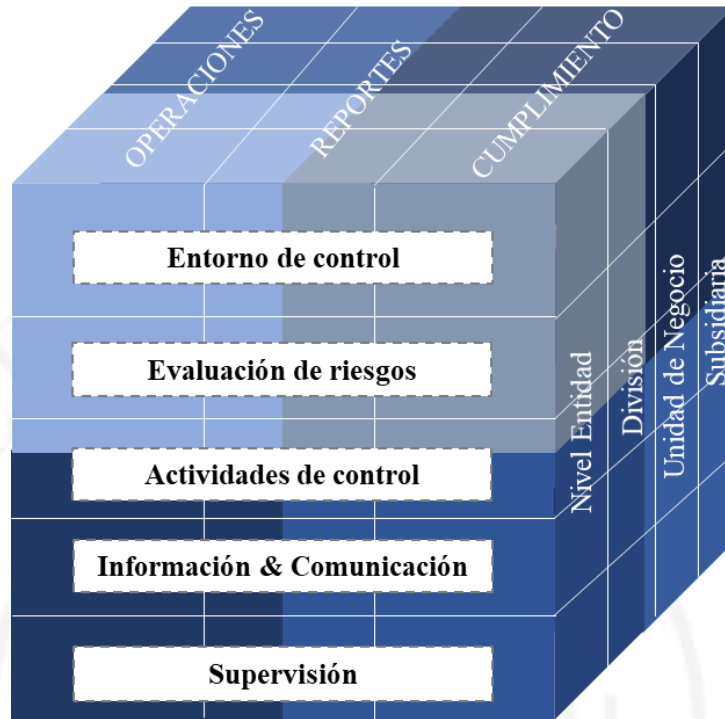 OPERACIONES
REPORTES
CUMPLIMIENTO
Entorno de control
Evaluación de riesgos
Actividades de control
Información & Comunicación
Supervisión
Nivel Entidad
División
Unidad de Negocio
Subsidiaria